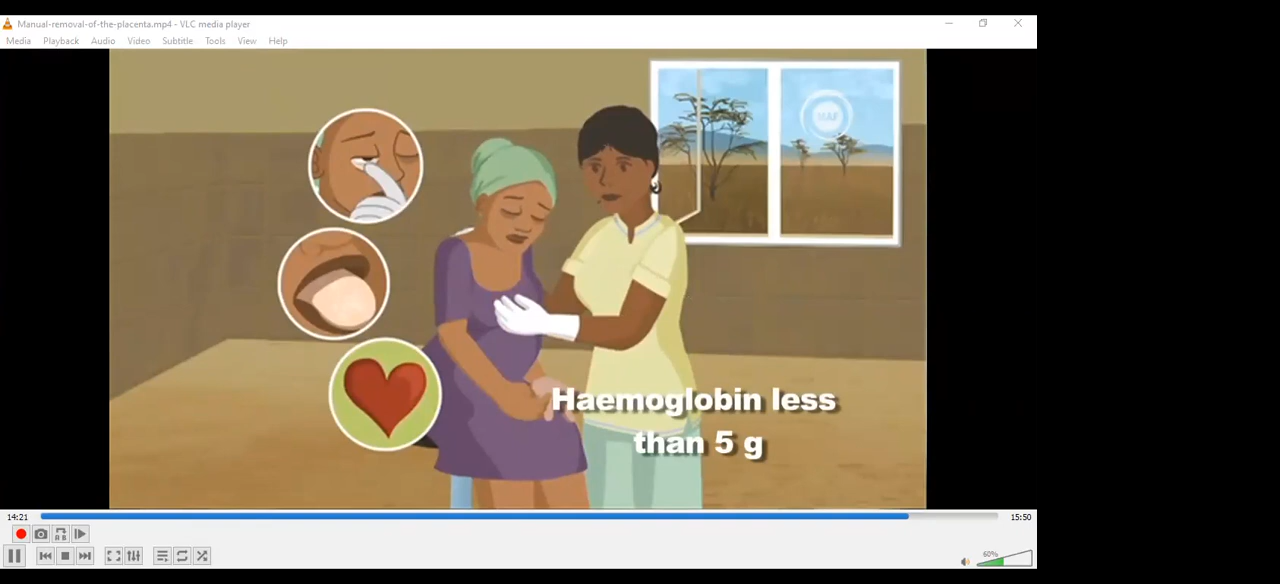 Manual-removal-of-the-placenta.mp4 - VLC media player
Media Playback Audio Video Subtitle Tools View Help
MAF
Haemoglobin less
than 5 g
14:21
15:50
60%